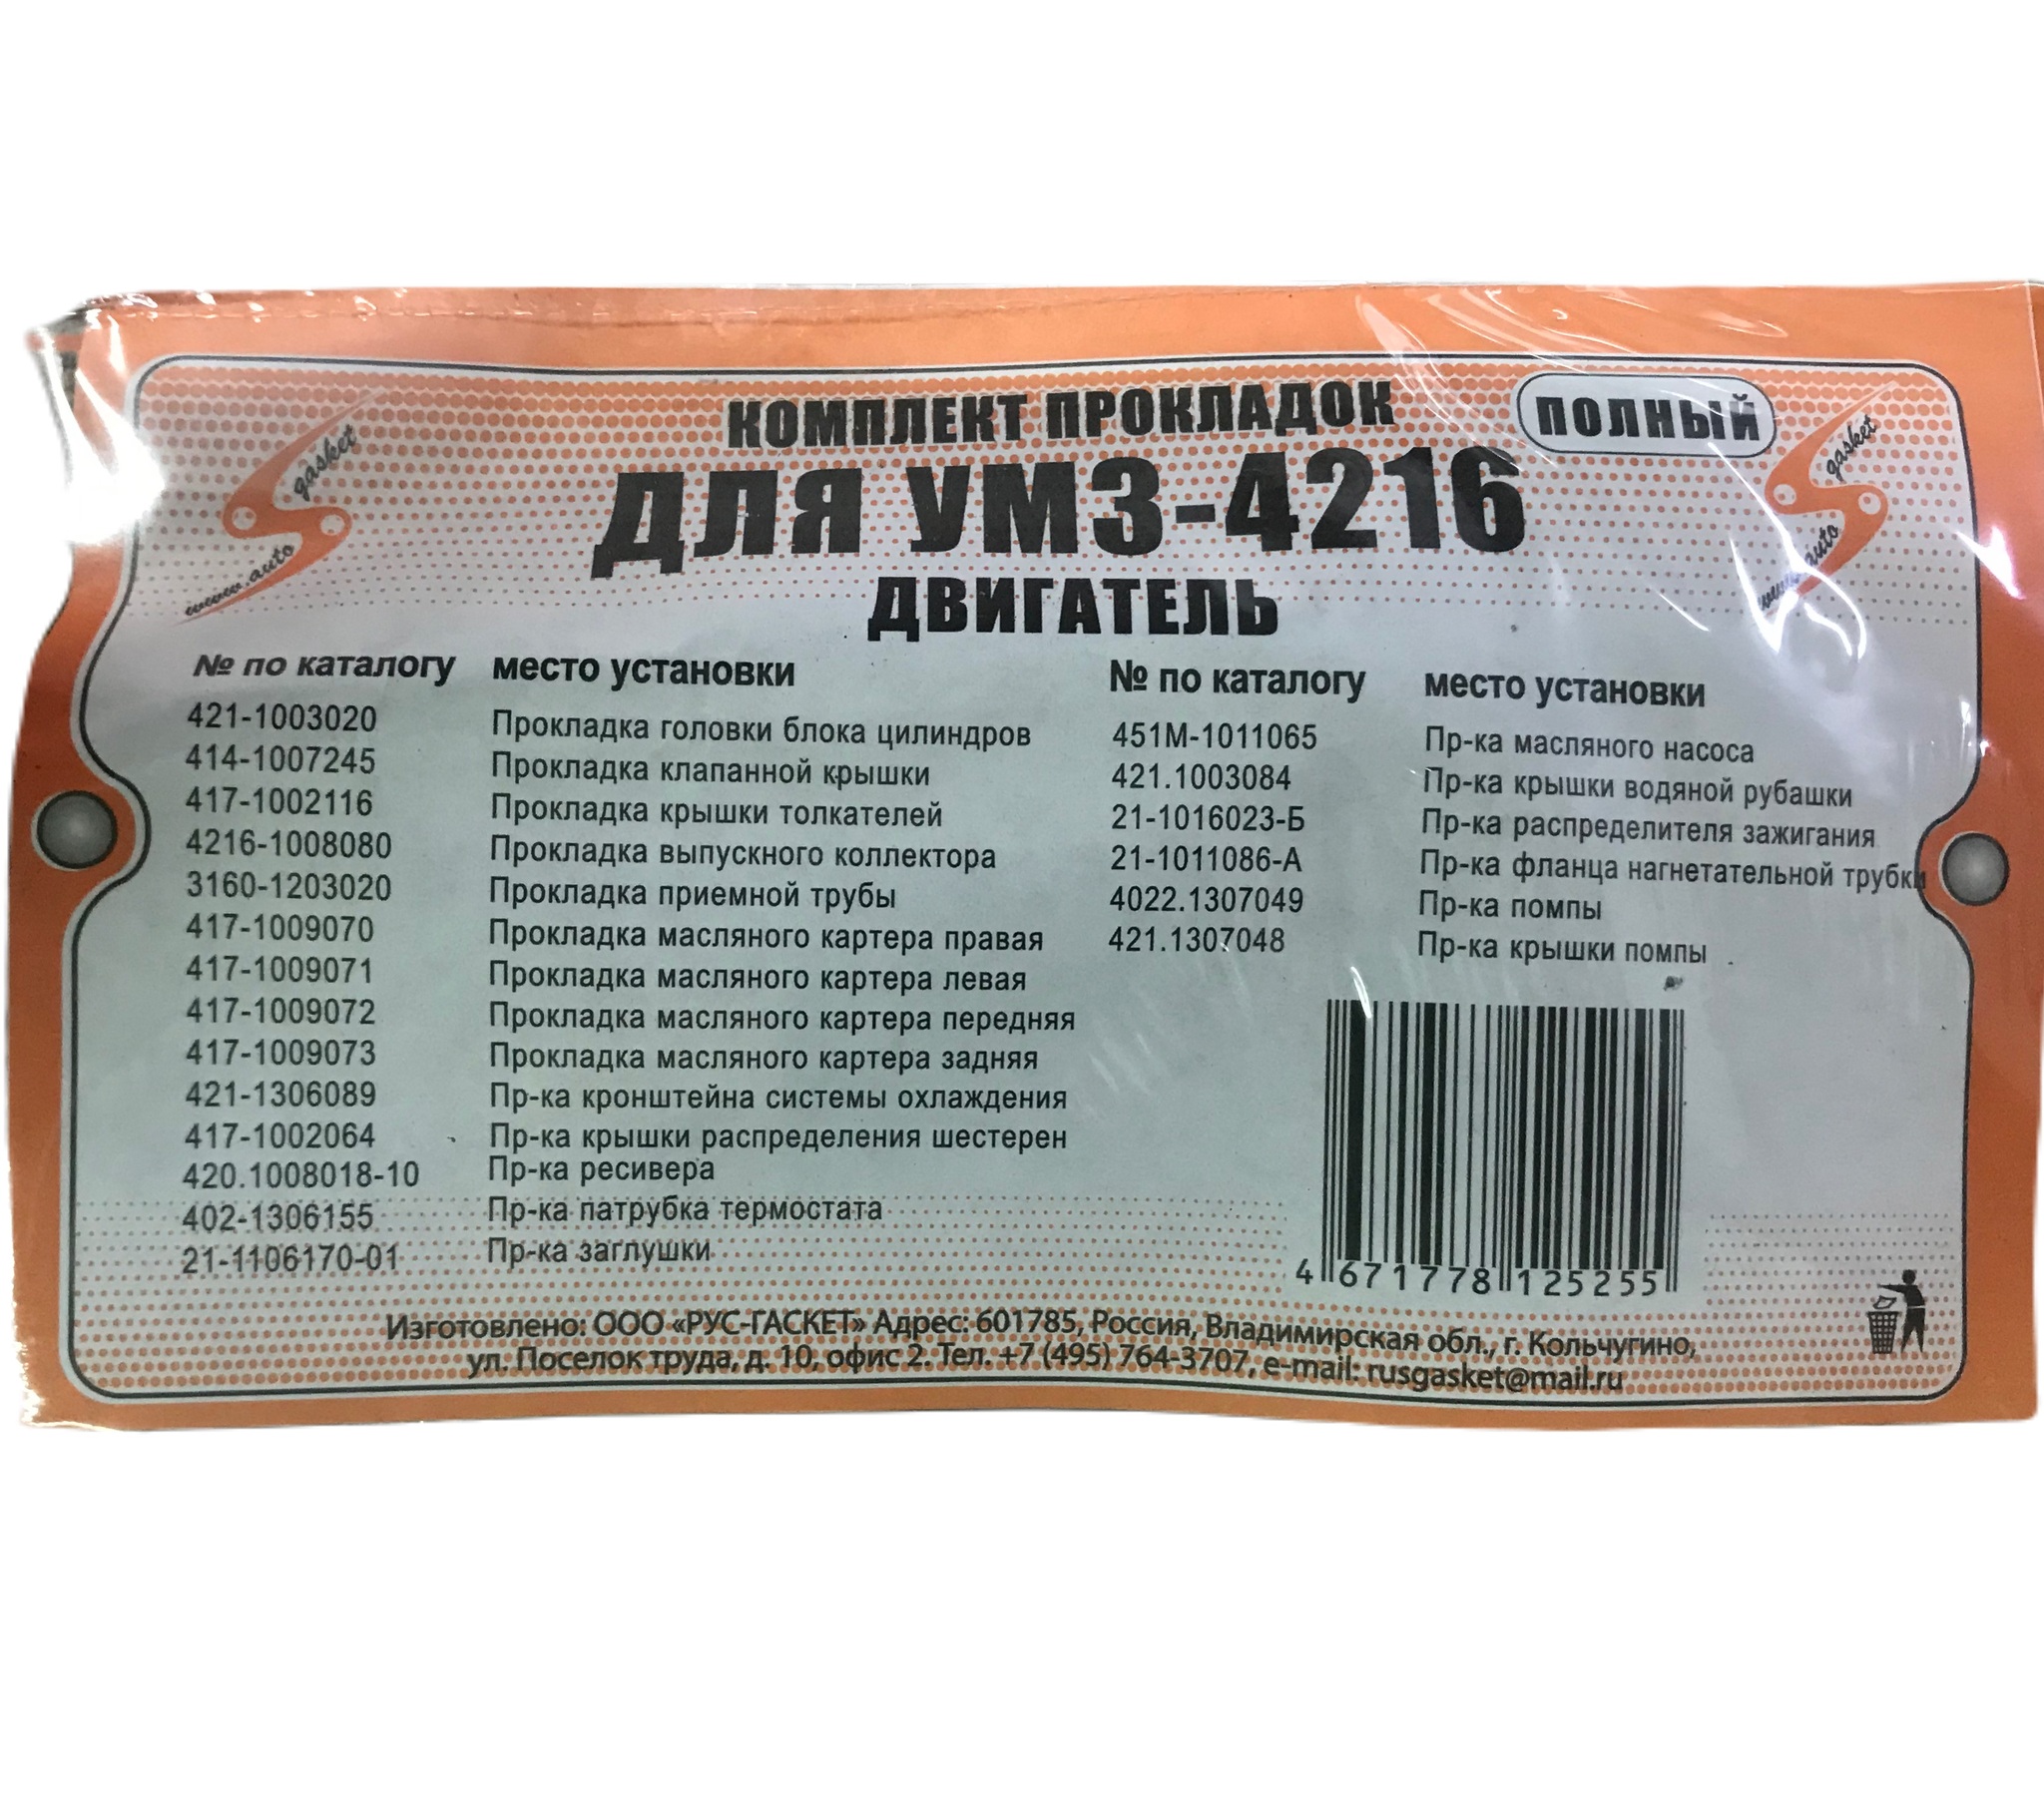 КОМПЛЕКТ ПРОКЛАДОК
ПОЛНЫЙ
ДЛЯ УМЗ-4216
ДВИГАТЕЛЬ
gasket
www.auto
gasket
www.auto
№ по каталогу место установки
421-1003020 Прокладка головки блока цилиндров
414-1007245 Прокладка клапанной крышки
417-1002116 Прокладка крышки толкателей
4216-1008080 Прокладка выпускного коллектора
3160-1203020 Прокладка приемной трубы
417-1009070 Прокладка масляного картера правая
417-1009071 Прокладка масляного картера левая
417-1009072 Прокладка масляного картера передняя
417-1009073 Прокладка масляного картера задняя
421-1306089 Пр-ка кронштейна системы охлаждения
417-1002064 Пр-ка крышки распределения шестерен
420.1008018-10 Пр-ка ресивера
402-1306155 Пр-ка патрубка термостата
21-1106170-01 Пр-ка заглушки
№ по каталогу место установки
451М-1011065 Пр-ка масляного насоса
421.1003084 Пр-ка крышки водяной рубашки
21-1016023-Б Пр-ка распределителя зажигания
21-1011086-А Пр-ка фланца нагнетательной трубки
4022.1307049 Пр-ка помпы
421.1307048 Пр-ка крышки помпы
4 671778 125255
Изготовлено: ООО «РУС-ГАСКЕТ» Адрес: 601785, Россия, Владимирская обл., г. Кольчугино,
ул. Поселок труда, д. 10, офис 2. Тел. +7 (495) 764-3707, e-mail: rusgasket@mail.ru